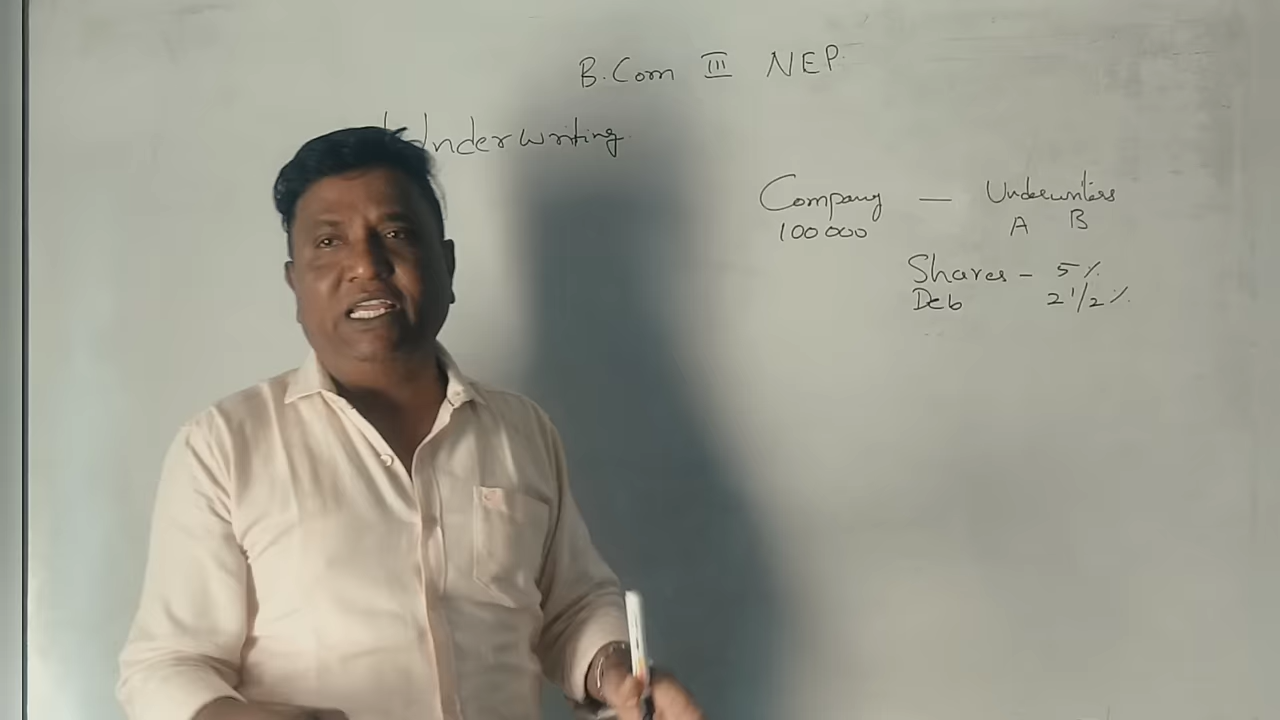 B.Com III NEP
Underwriting
Company — Underwriters
100000 A B
Shares - 5%
Deb 2 1/2 %